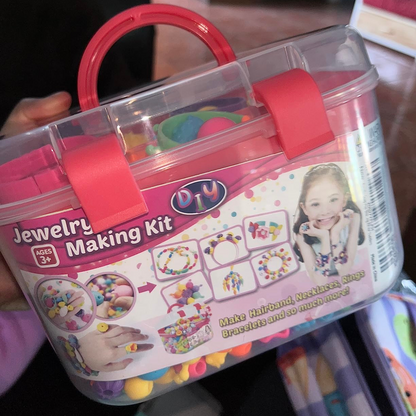 DIY
Jewelry
Making Kit
AGES
3+
Make Hairband, Necklaces, Rings
Bracelets and so much more!